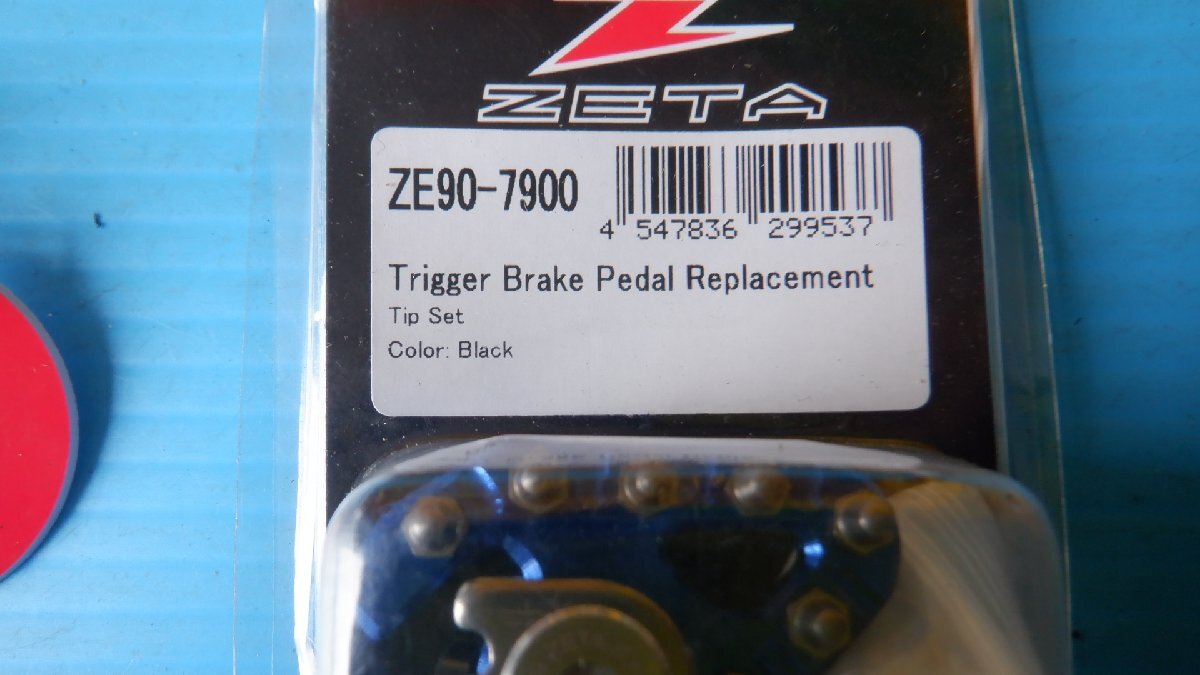 ZETA
ZE90-7900
4 547836 299537
Trigger Brake Pedal Replacement
Tip Set
Color: Black